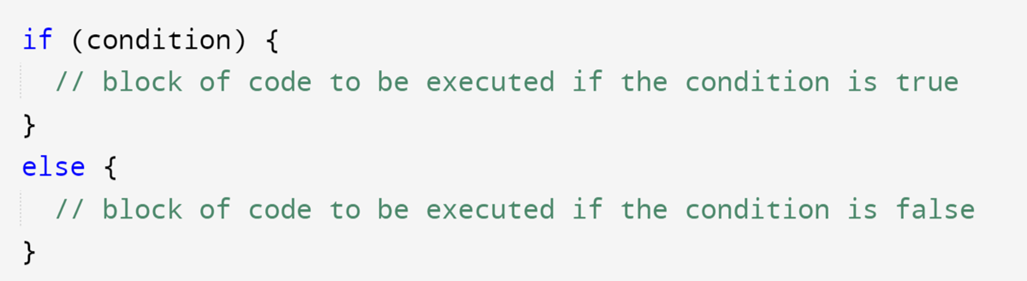 if (condition) {
  // block of code to be executed if the condition is true
}
else {
  // block of code to be executed if the condition is false
}